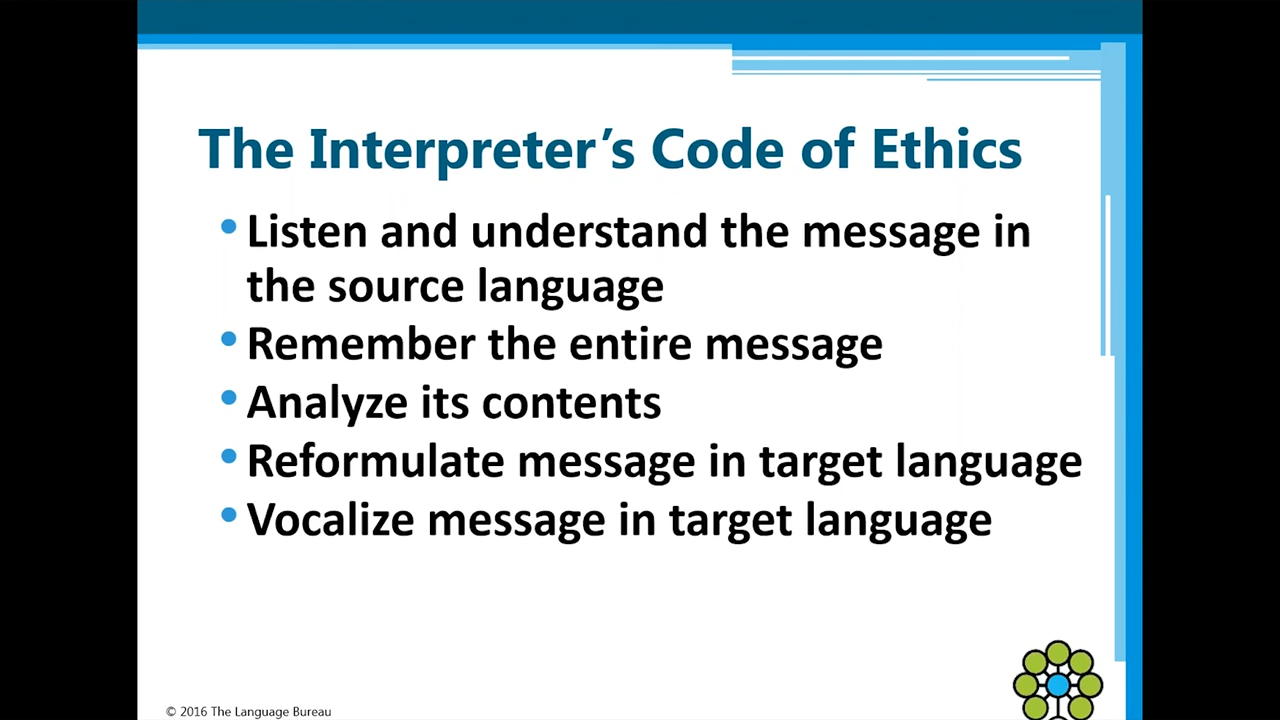 The Interpreter’s Code of Ethics
• Listen and understand the message in
the source language
• Remember the entire message
• Analyze its contents
• Reformulate message in target language
• Vocalize message in target language
© 2016 The Language Bureau